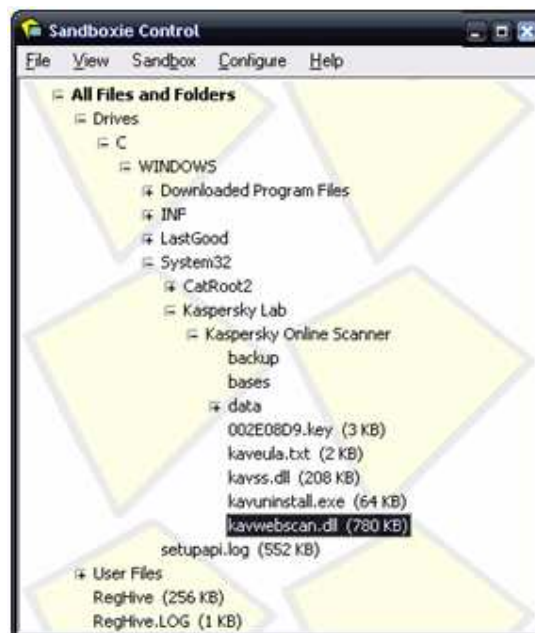 Sandboxie Control
File View Sandbox Configure Help
All Files and Folders
Drives
C
WINDOWS
Downloaded Program Files
INF
LastGood
System32
CatRoot2
Kaspersky Lab
Kaspersky Online Scanner
backup
bases
data
002E08D9.key (3 KB)
kaveula.txt (2 KB)
kavss.dll (208 KB)
kavuninstall.exe (64 KB)
kavwebscan.dll (780 KB)
setupapi.log (552 KB)
User Files
RegHive (256 KB)
RegHive.LOG (1 KB)